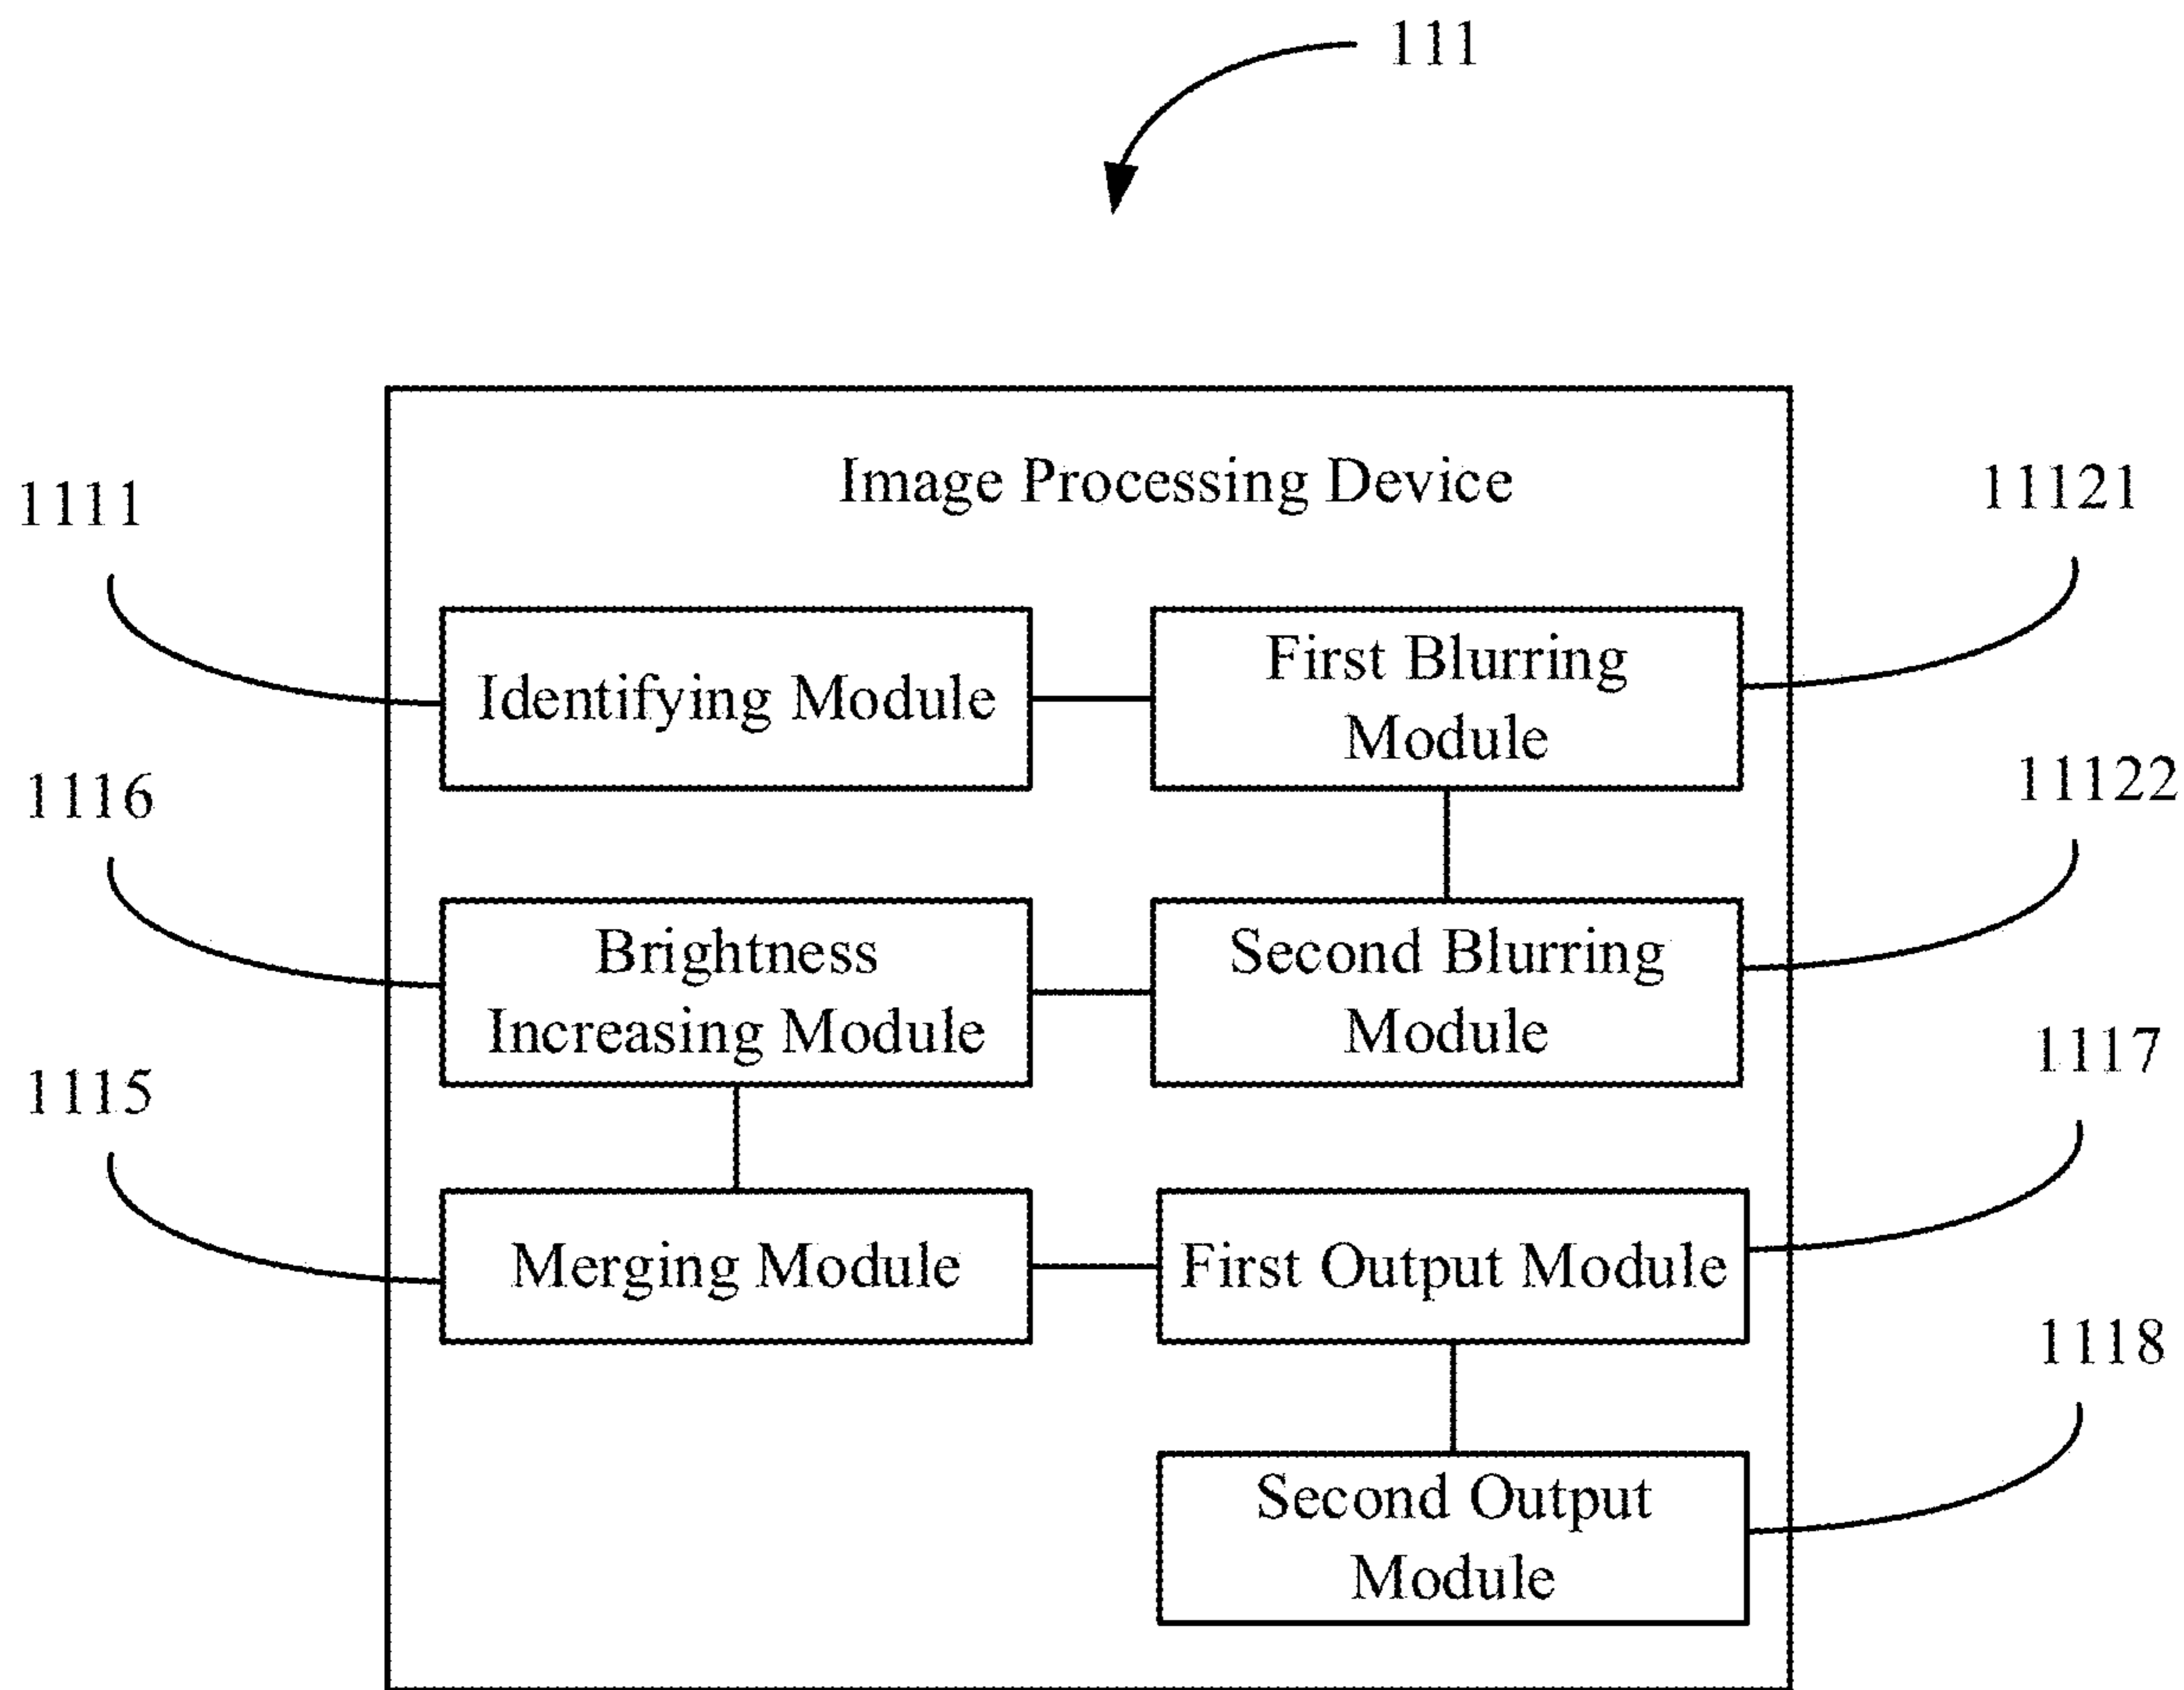 111
Image Processing Device
1111
11121
Identifying Module
First Blurring
Module
1116
11122
Brightness
Increasing Module
Second Blurring
Module
1115
1117
Merging Module
First Output Module
1118
Second Output
Module